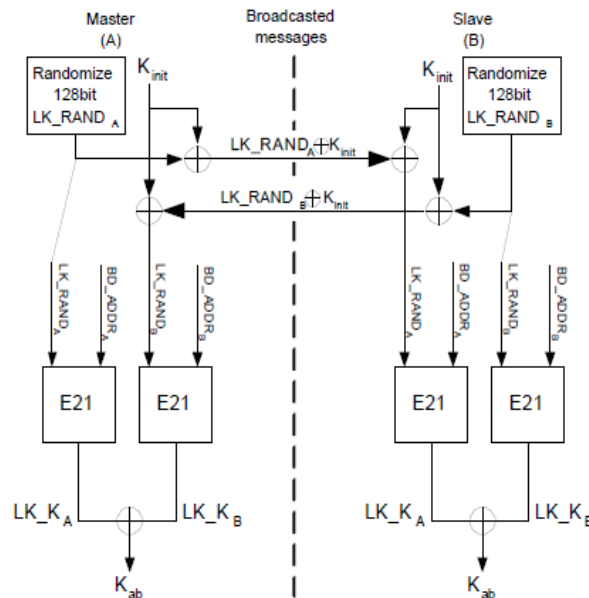 Master
(A)
Broadcasted
messages
Slave
(B)
Randomize
128bit
LK_RAND A
K init
K init
Randomize
128bit
LK_RAND B
LK_RAND A ⊕ K init
LK_RAND B ⊕ K init
LK_RAND A
BD_ADDR A
LK_RAND B
BD_ADDR B
LK_RAND A
BD_ADDR A
LK_RAND B
BD_ADDR B
E21
E21
E21
E21
LK_K A
LK_K B
LK_K A
LK_K B
K ab
K ab